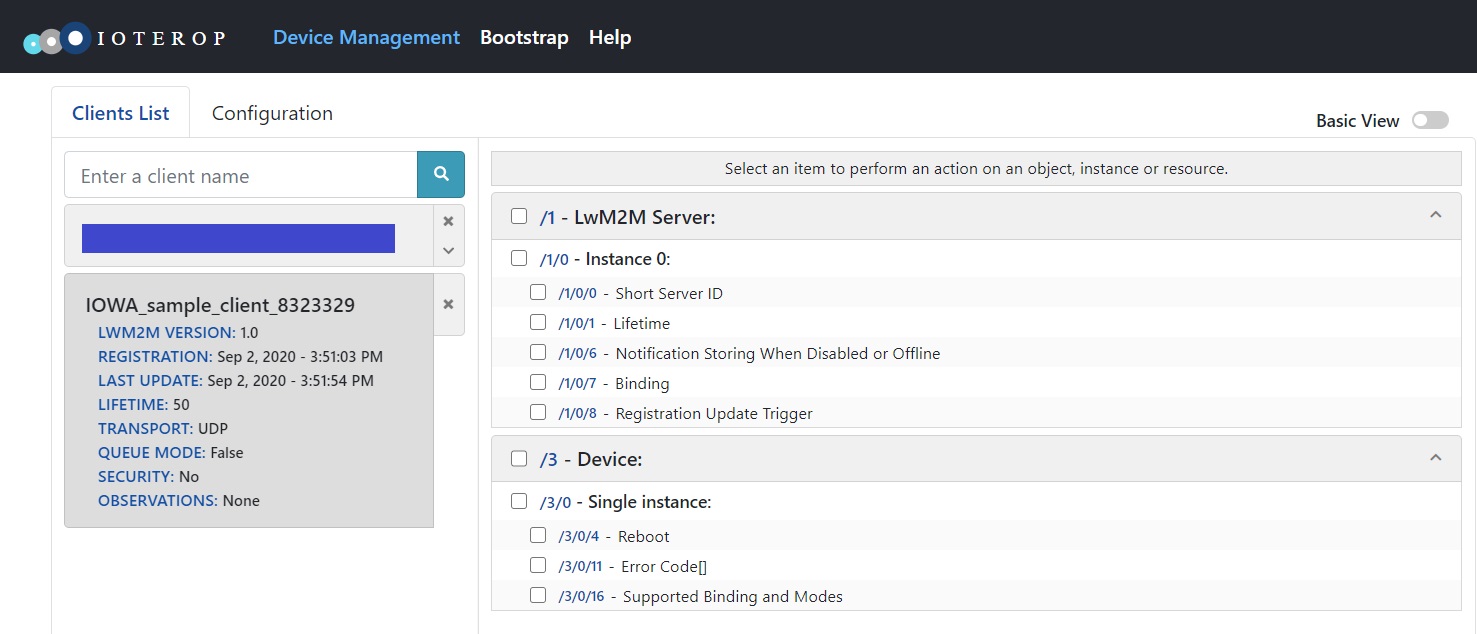 IOTEROP Device Management Bootstrap Help
Clients List Configuration
Basic View
Enter a client name
IOWA_sample_client_8323329
LWM2M VERSION: 1.0
REGISTRATION: Sep 2, 2020 - 3:51:03 PM
LAST UPDATE: Sep 2, 2020 - 3:51:54 PM
LIFETIME: 50
TRANSPORT: UDP
QUEUE MODE: False
SECURITY: No
OBSERVATIONS: None
Select an item to perform an action on an object, instance or resource.
/1 - LwM2M Server:
/1/0 - Instance 0:
/1/0/0 - Short Server ID
/1/0/1 - Lifetime
/1/0/6 - Notification Storing When Disabled or Offline
/1/0/7 - Binding
/1/0/8 - Registration Update Trigger
/3 - Device:
/3/0 - Single instance:
/3/0/4 - Reboot
/3/0/11 - Error Code[]
/3/0/16 - Supported Binding and Modes